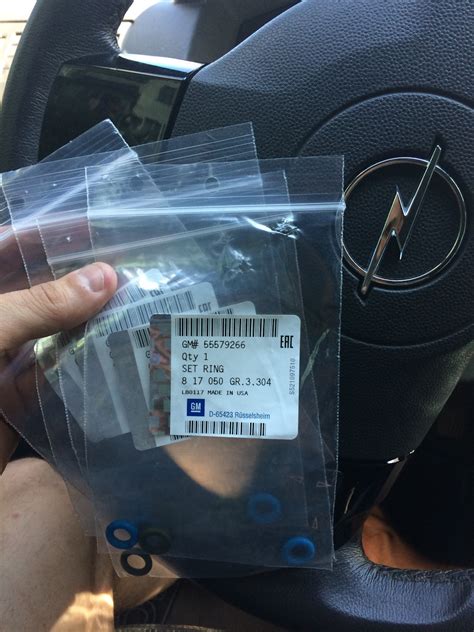 GM# 55579266
Qty 1
SET RING
8 17 050 GR.3.304
L80117 MADE IN USA
GM
D-65423 Rüsselsheim
EAC